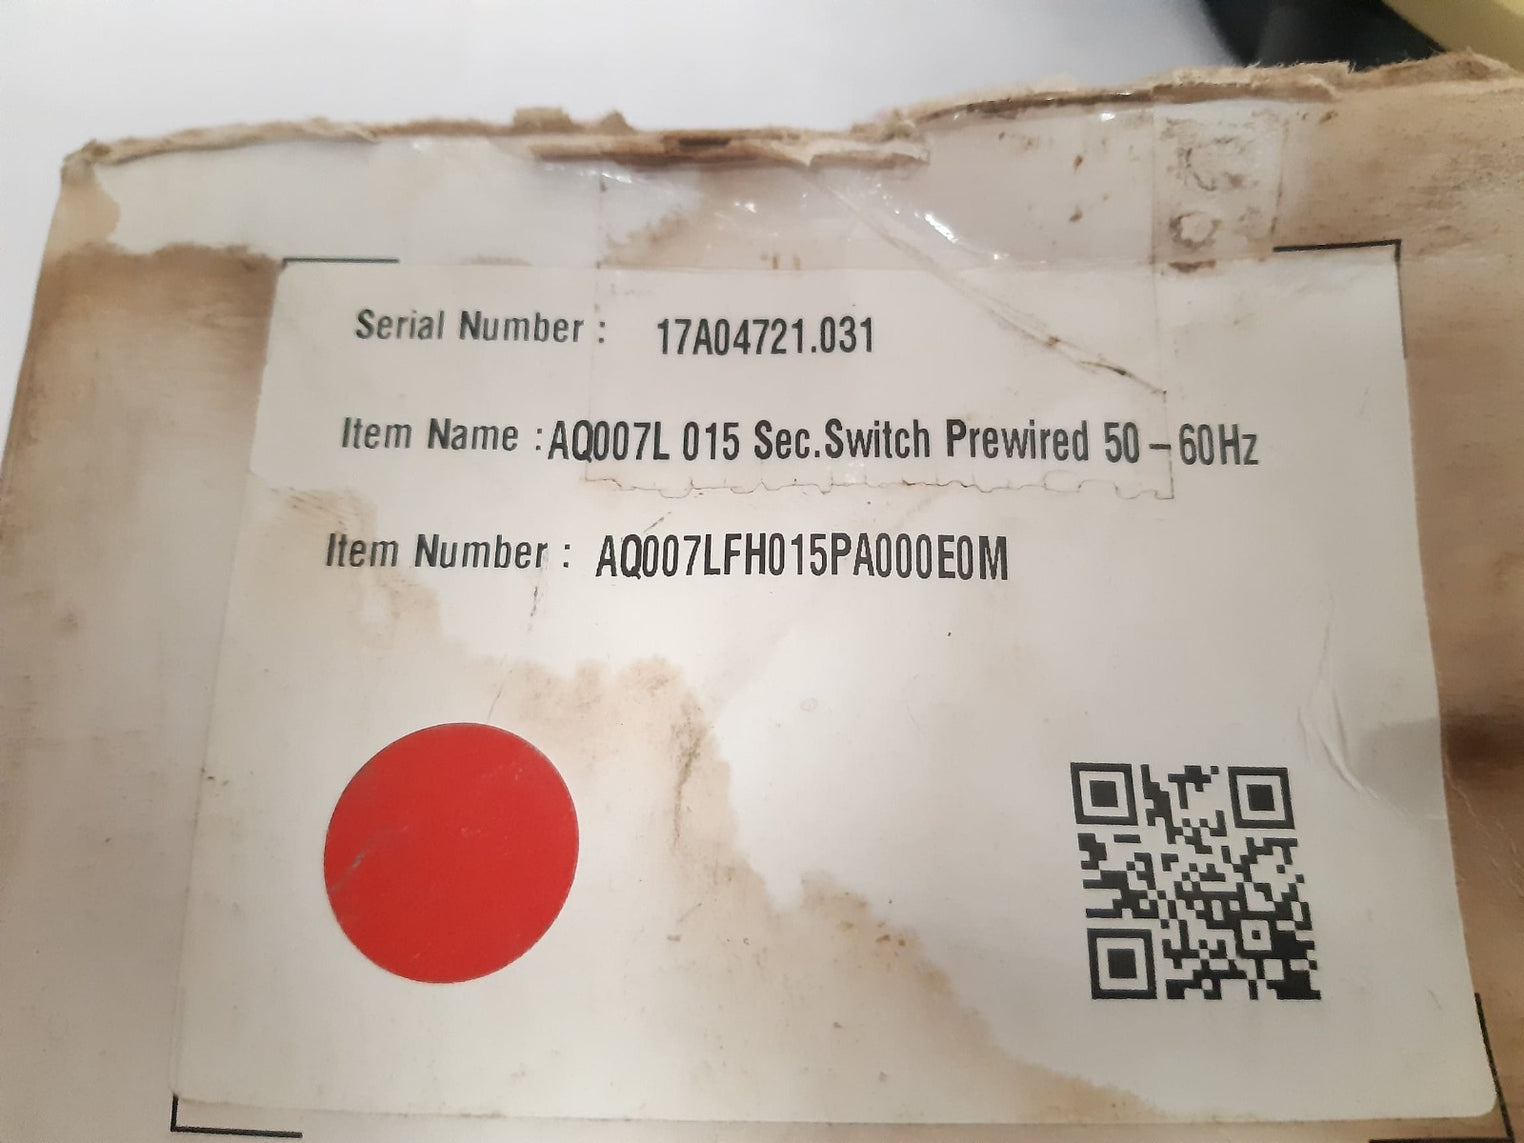 Serial Number : 17A04721.031
Item Name : AQ007L 015 Sec.Switch Prewired 50 – 60Hz
Item Number : AQ007LFH015PA000E0M